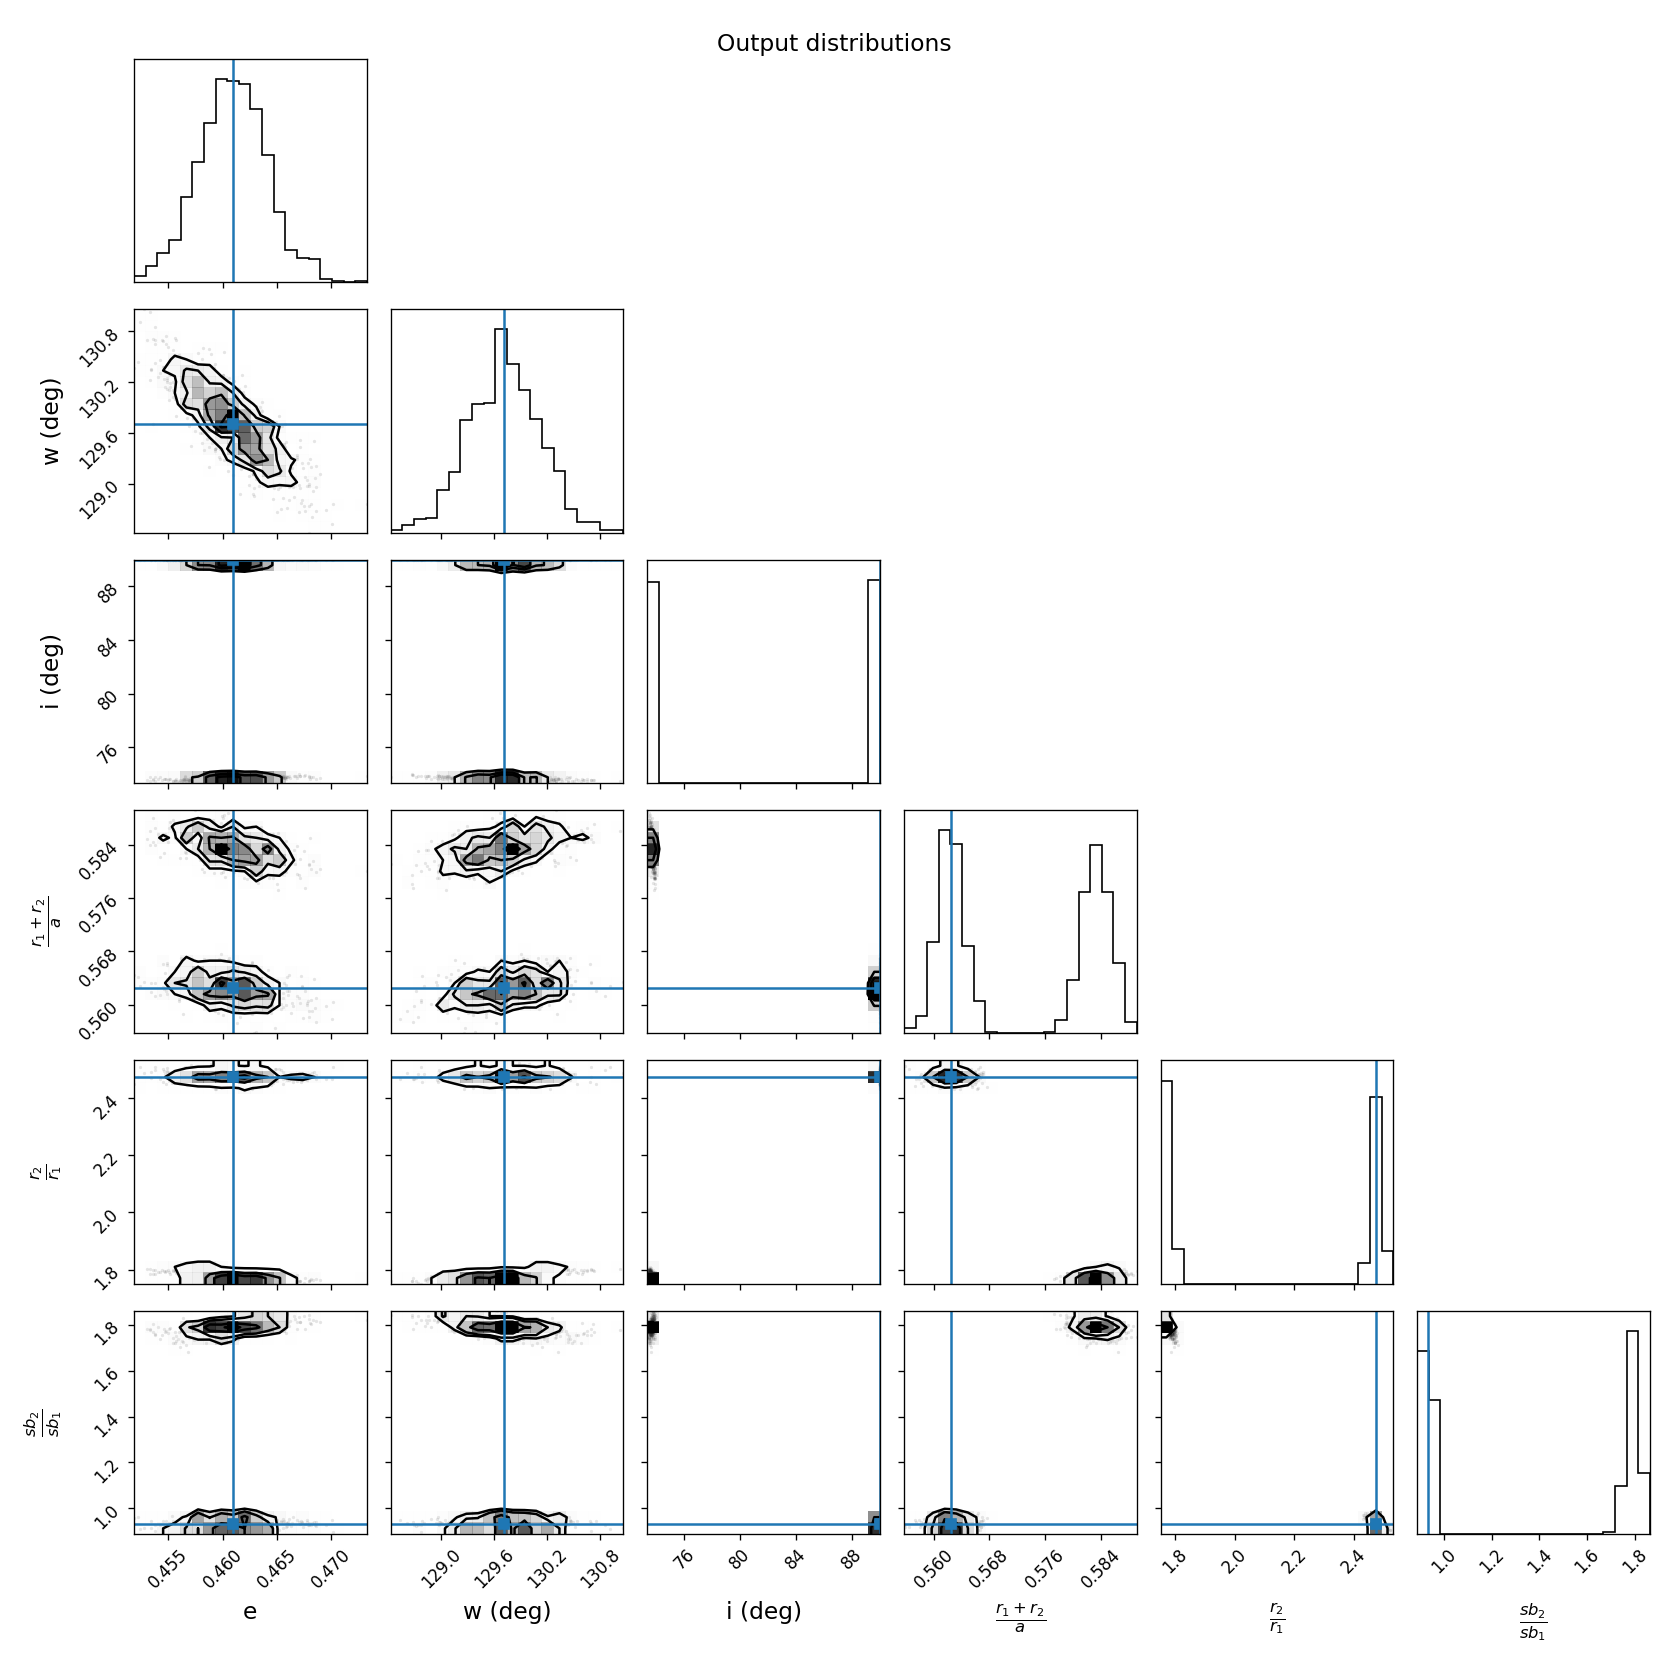 Output distributions
130.8
130.2
129.6
129.0
w (deg)
88
84
80
76
i (deg)
0.584
0.576
0.568
0.560
r₁ + r₂
a
2.4
2.2
2.0
1.8
r₂
r₁
1.8
1.6
1.4
1.2
1.0
sb₂
sb₁
0.455 0.460 0.465 0.470 129.0 129.6 130.2 130.8 76 80 84 88 0.560 0.568 0.576 0.584 1.8 2.0 2.2 2.4 1.0 1.2 1.4 1.6 1.8
e w (deg) i (deg) r₁ + r₂ r₂ sb₂
a r₁ sb₁